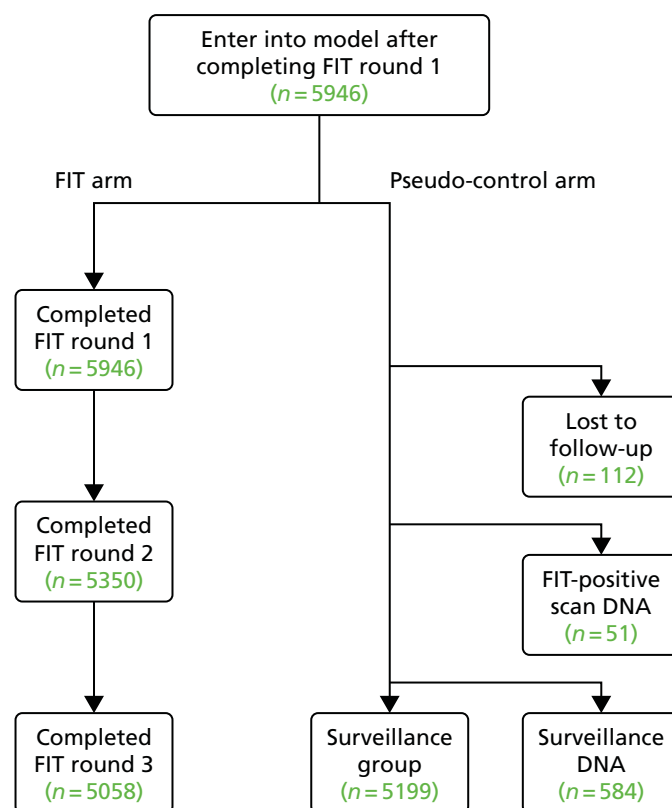 Enter into model after
completing FIT round 1
(n=5946)
FIT arm
Pseudo-control arm
Completed
FIT round 1
(n=5946)
Lost to
follow-up
(n=112)
Completed
FIT round 2
(n=5350)
FIT-positive
scan DNA
(n=51)
Completed
FIT round 3
(n=5058)
Surveillance
group
(n=5199)
Surveillance
DNA
(n=584)